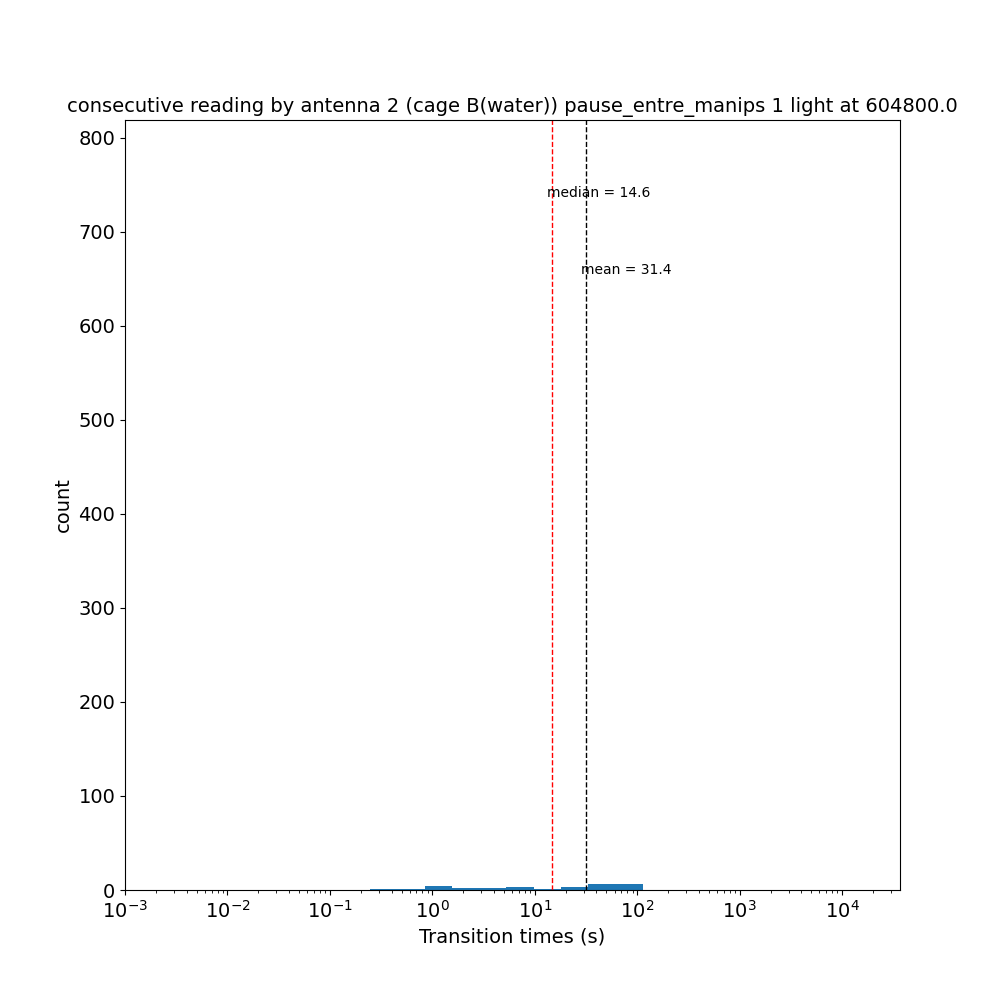 consecutive reading by antenna 2 (cage B(water)) pause_entre_manips 1 light at 604800.0
800
median = 14.6
700
mean = 31.4
600
500
count
400
300
200
100
0
10⁻³ 10⁻² 10⁻¹ 10⁰ 10¹ 10² 10³ 10⁴
Transition times (s)